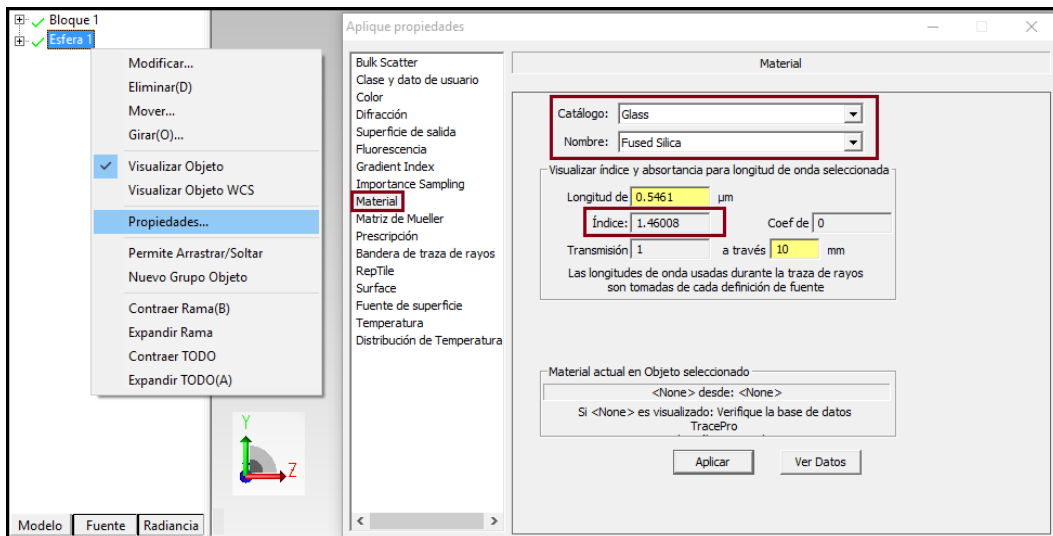 Bloque 1
Esfera 1
Modificar...
Eliminar(D)
Mover...
Girar(O)...
Visualizar Objeto
Visualizar Objeto WCS
Propiedades...
Permite Arrastrar/Soltar
Nuevo Grupo Objeto
Contraer Rama(B)
Expandir Rama
Contraer TODO
Expandir TODO(A)
Y
Z
Modelo Fuente Radiancia
Aplique propiedades
Bulk Scatter
Clase y dato de usuario
Color
Difracción
Superficie de salida
Fluorescencia
Gradient Index
Importance Sampling
Material
Matriz de Mueller
Prescripción
Bandera de traza de rayos
RepTile
Surface
Fuente de superficie
Temperatura
Distribución de Temperatura
Material
Catálogo: Glass
Nombre: Fused Silica
Visualizar índice y absortancia para longitud de onda seleccionada
Longitud de 0.5461 µm
Índice: 1.46008 Coef de 0
Transmisión 1 a través 10 mm
Las longitudes de onda usadas durante la traza de rayos
son tomadas de cada definición de fuente
Material actual en Objeto seleccionado
<None> desde: <None>
Si <None> es visualizado: Verifique la base de datos
TracePro
Aplicar Ver Datos